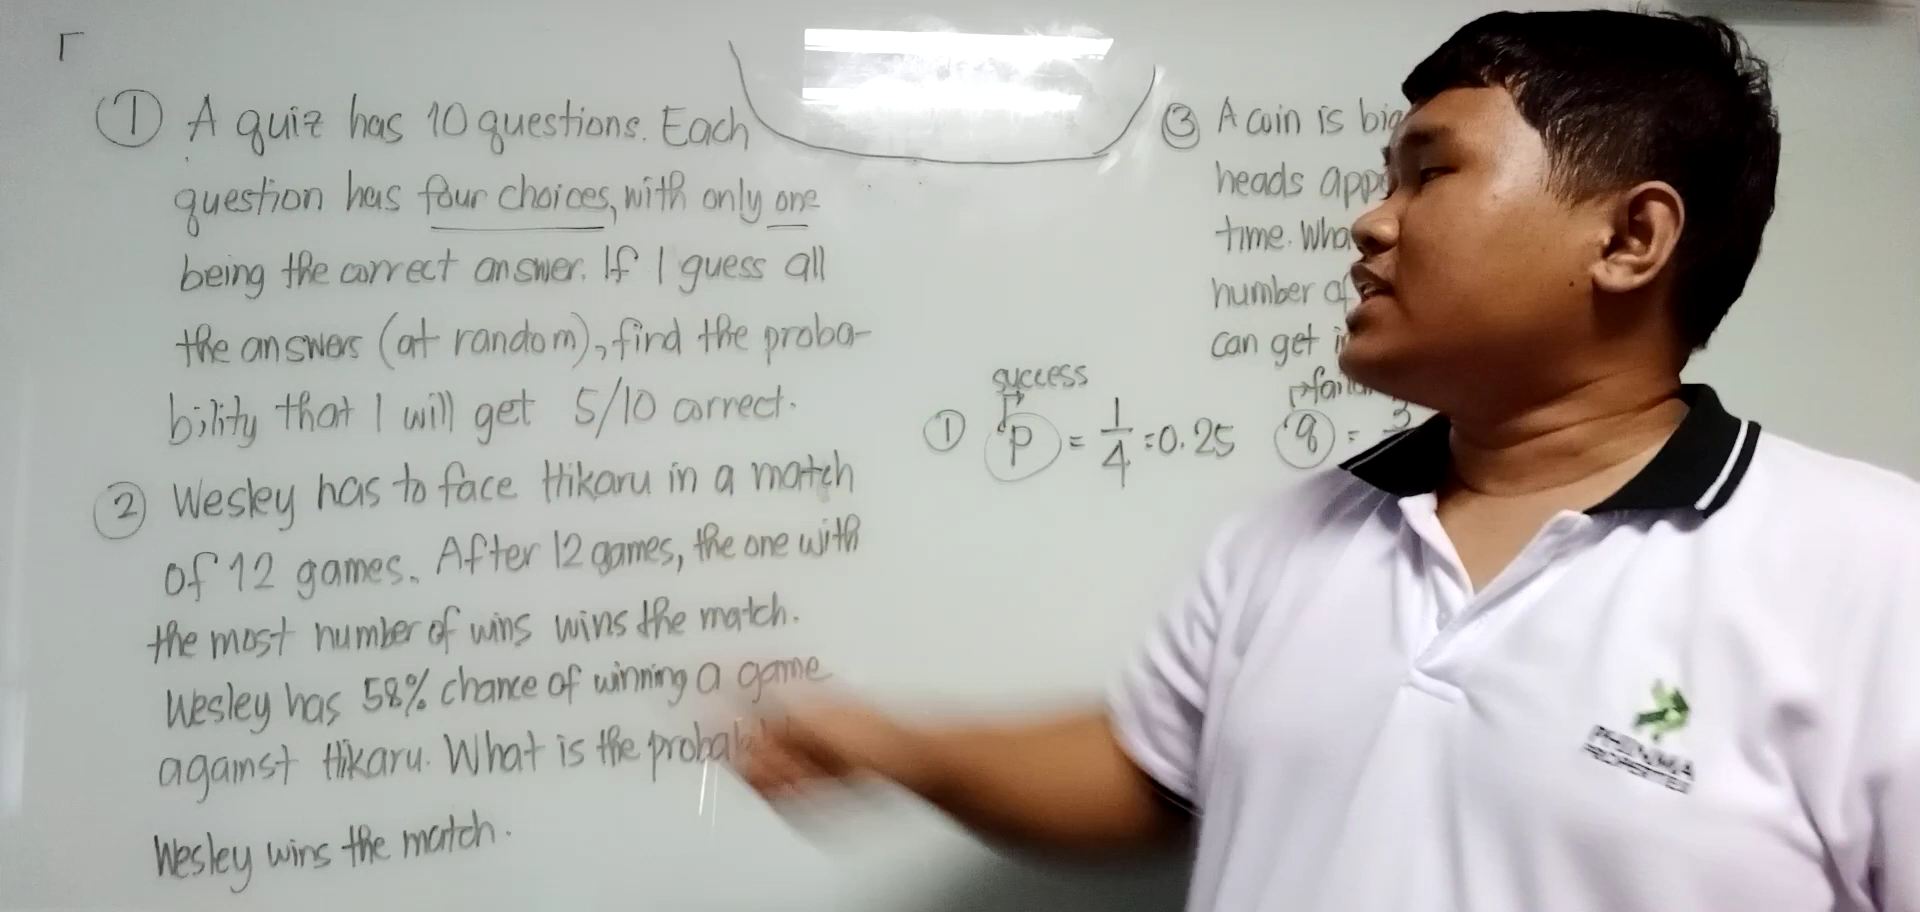 ① A quiz has 10 questions. Each
question has four choices, with only one
being the correct answer. If I guess all
the answers (at random), find the proba-
bility that I will get 5/10 correct.
② Wesley has to face Hikaru in a match
of 12 games. After 12 games, the one with
the most number of wins wins the match.
Wesley has 58% chance of winning a game
against Hikaru. What is the
Wesley wins the match.
③ A coin is
heads
time.
number
can get
success
① p = 1/4 = 0.25
q =
PHINMA
PROPERTIES